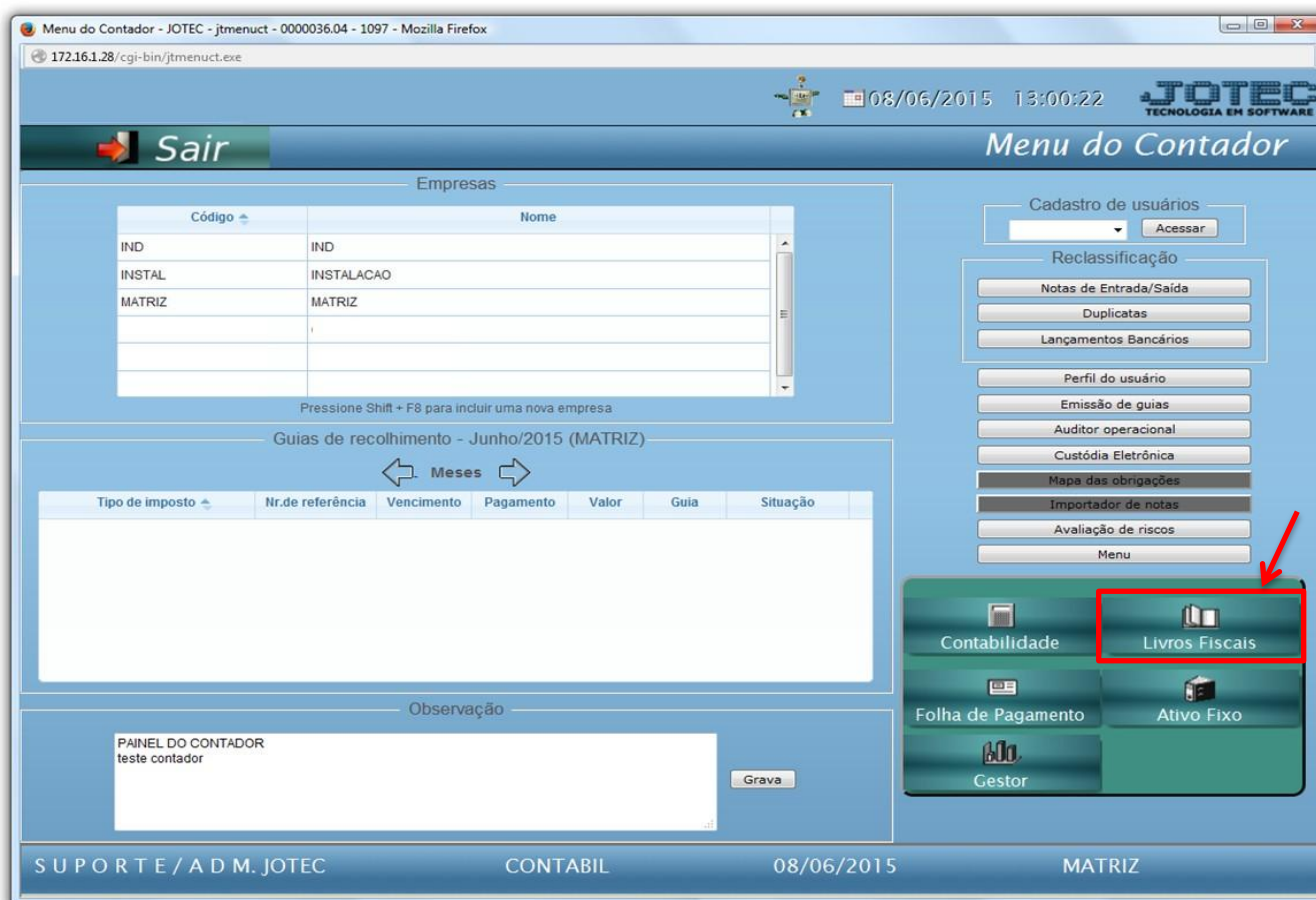 Menu do Contador - JOTEC - jtmenuct - 0000036.04 - 1097 - Mozilla Firefox
172.16.1.28/cgi-bin/jtmenuct.exe
08/06/2015 13:00:22
JOTEC
TECNOLOGIA EM SOFTWARE
Sair
Menu do Contador
Empresas
Código Nome
IND IND
INSTAL INSTALACAO
MATRIZ MATRIZ
Pressione Shift + F8 para incluir uma nova empresa
Guias de recolhimento - Junho/2015 (MATRIZ)
Meses
Tipo de imposto Nr.de referência Vencimento Pagamento Valor Guia Situação
Observação
PAINEL DO CONTADOR
teste contador
Grava
Cadastro de usuários
Acessar
Reclassificação
Notas de Entrada/Saída
Duplicatas
Lançamentos Bancários
Perfil do usuário
Emissão de guias
Auditor operacional
Custódia Eletrônica
Mapa das obrigações
Importador de notas
Avaliação de riscos
Menu
Contabilidade Livros Fiscais
Folha de Pagamento Ativo Fixo
Gestor
S U P O R T E / A D M. JOTEC CONTABIL 08/06/2015 MATRIZ